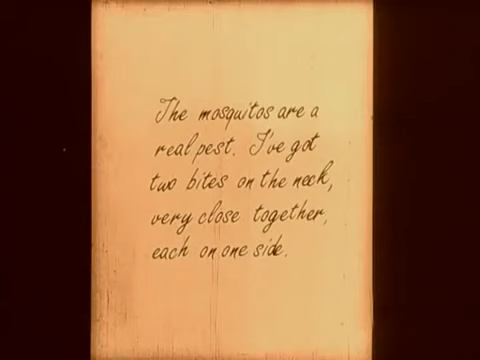 The mosquitos are a
real pest. I've got
two bites on the neck,
very close together,
each on one side.